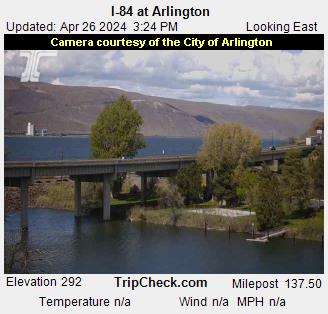 I-84 at Arlington
Updated: Apr 26 2024 3:24 PM Looking East
Camera courtesy of the City of Arlington
Elevation 292 TripCheck.com Milepost 137.50
Temperature n/a Wind n/a MPH n/a